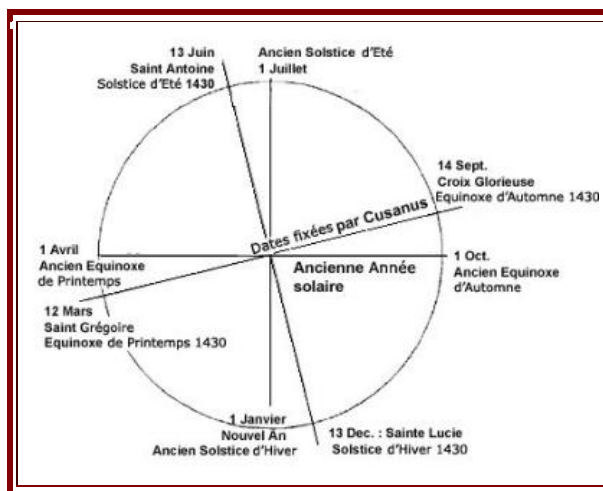 13 Juin
Saint Antoine
Solstice d'Eté 1430
Ancien Solstice d'Eté
1 Juillet
14 Sept.
Croix Glorieuse
Equinoxe d'Automne 1430
Dates fixées par Cusanus
1 Avril
Ancien Equinoxe
de Printemps
Ancienne Année
solaire
1 Oct.
Ancien Equinoxe
d'Automne
12 Mars
Saint Grégoire
Equinoxe de Printemps 1430
1 Janvier
Nouvel An
Ancien Solstice d'Hiver
13 Dec. : Sainte Lucie
Solstice d'Hiver 1430